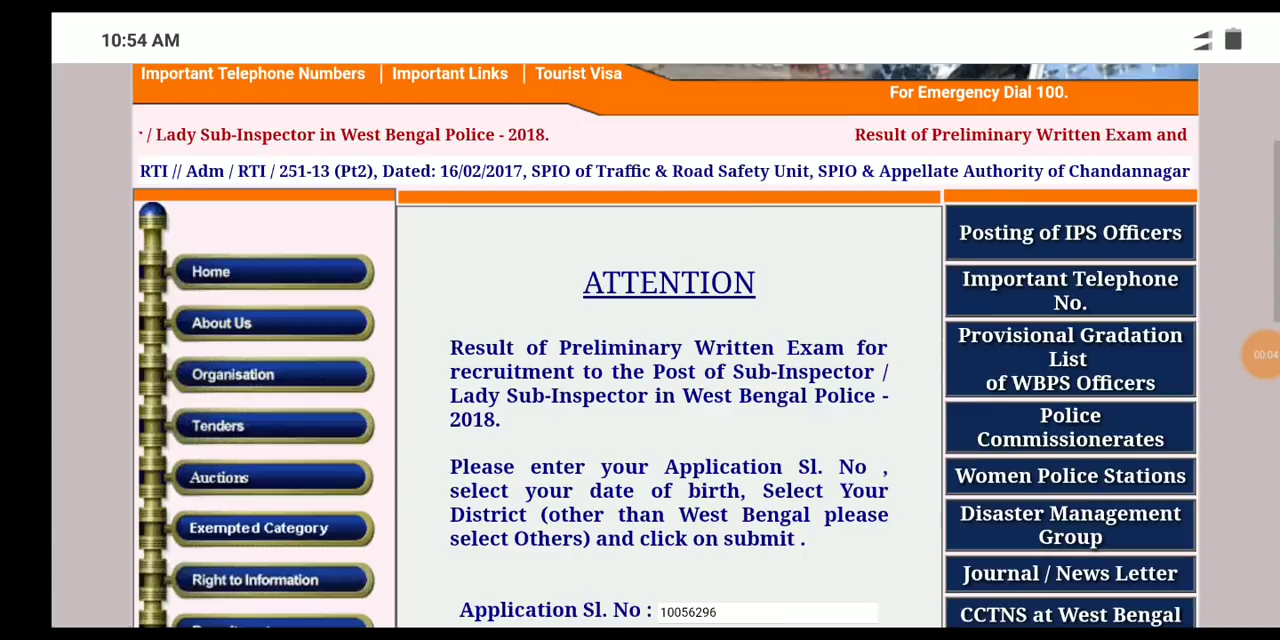 10:54 AM
Important Telephone Numbers | Important Links | Tourist Visa
For Emergency Dial 100.
/ Lady Sub-Inspector in West Bengal Police - 2018. Result of Preliminary Written Exam and
RTI // Adm / RTI / 251-13 (Pt2), Dated: 16/02/2017, SPIO of Traffic & Road Safety Unit, SPIO & Appellate Authority of Chandannagar
Home
About Us
Organisation
Tenders
Auctions
Exempted Category
Right to Information
ATTENTION
Result of Preliminary Written Exam for
recruitment to the Post of Sub-Inspector /
Lady Sub-Inspector in West Bengal Police -
2018.
Please enter your Application Sl. No ,
select your date of birth, Select Your
District (other than West Bengal please
select Others) and click on submit .
Application Sl. No : 10056296
Posting of IPS Officers
Important Telephone
No.
Provisional Gradation
List
of WBPS Officers
Police
Commissionerates
Women Police Stations
Disaster Management
Group
Journal / News Letter
CCTNS at West Bengal
00:04